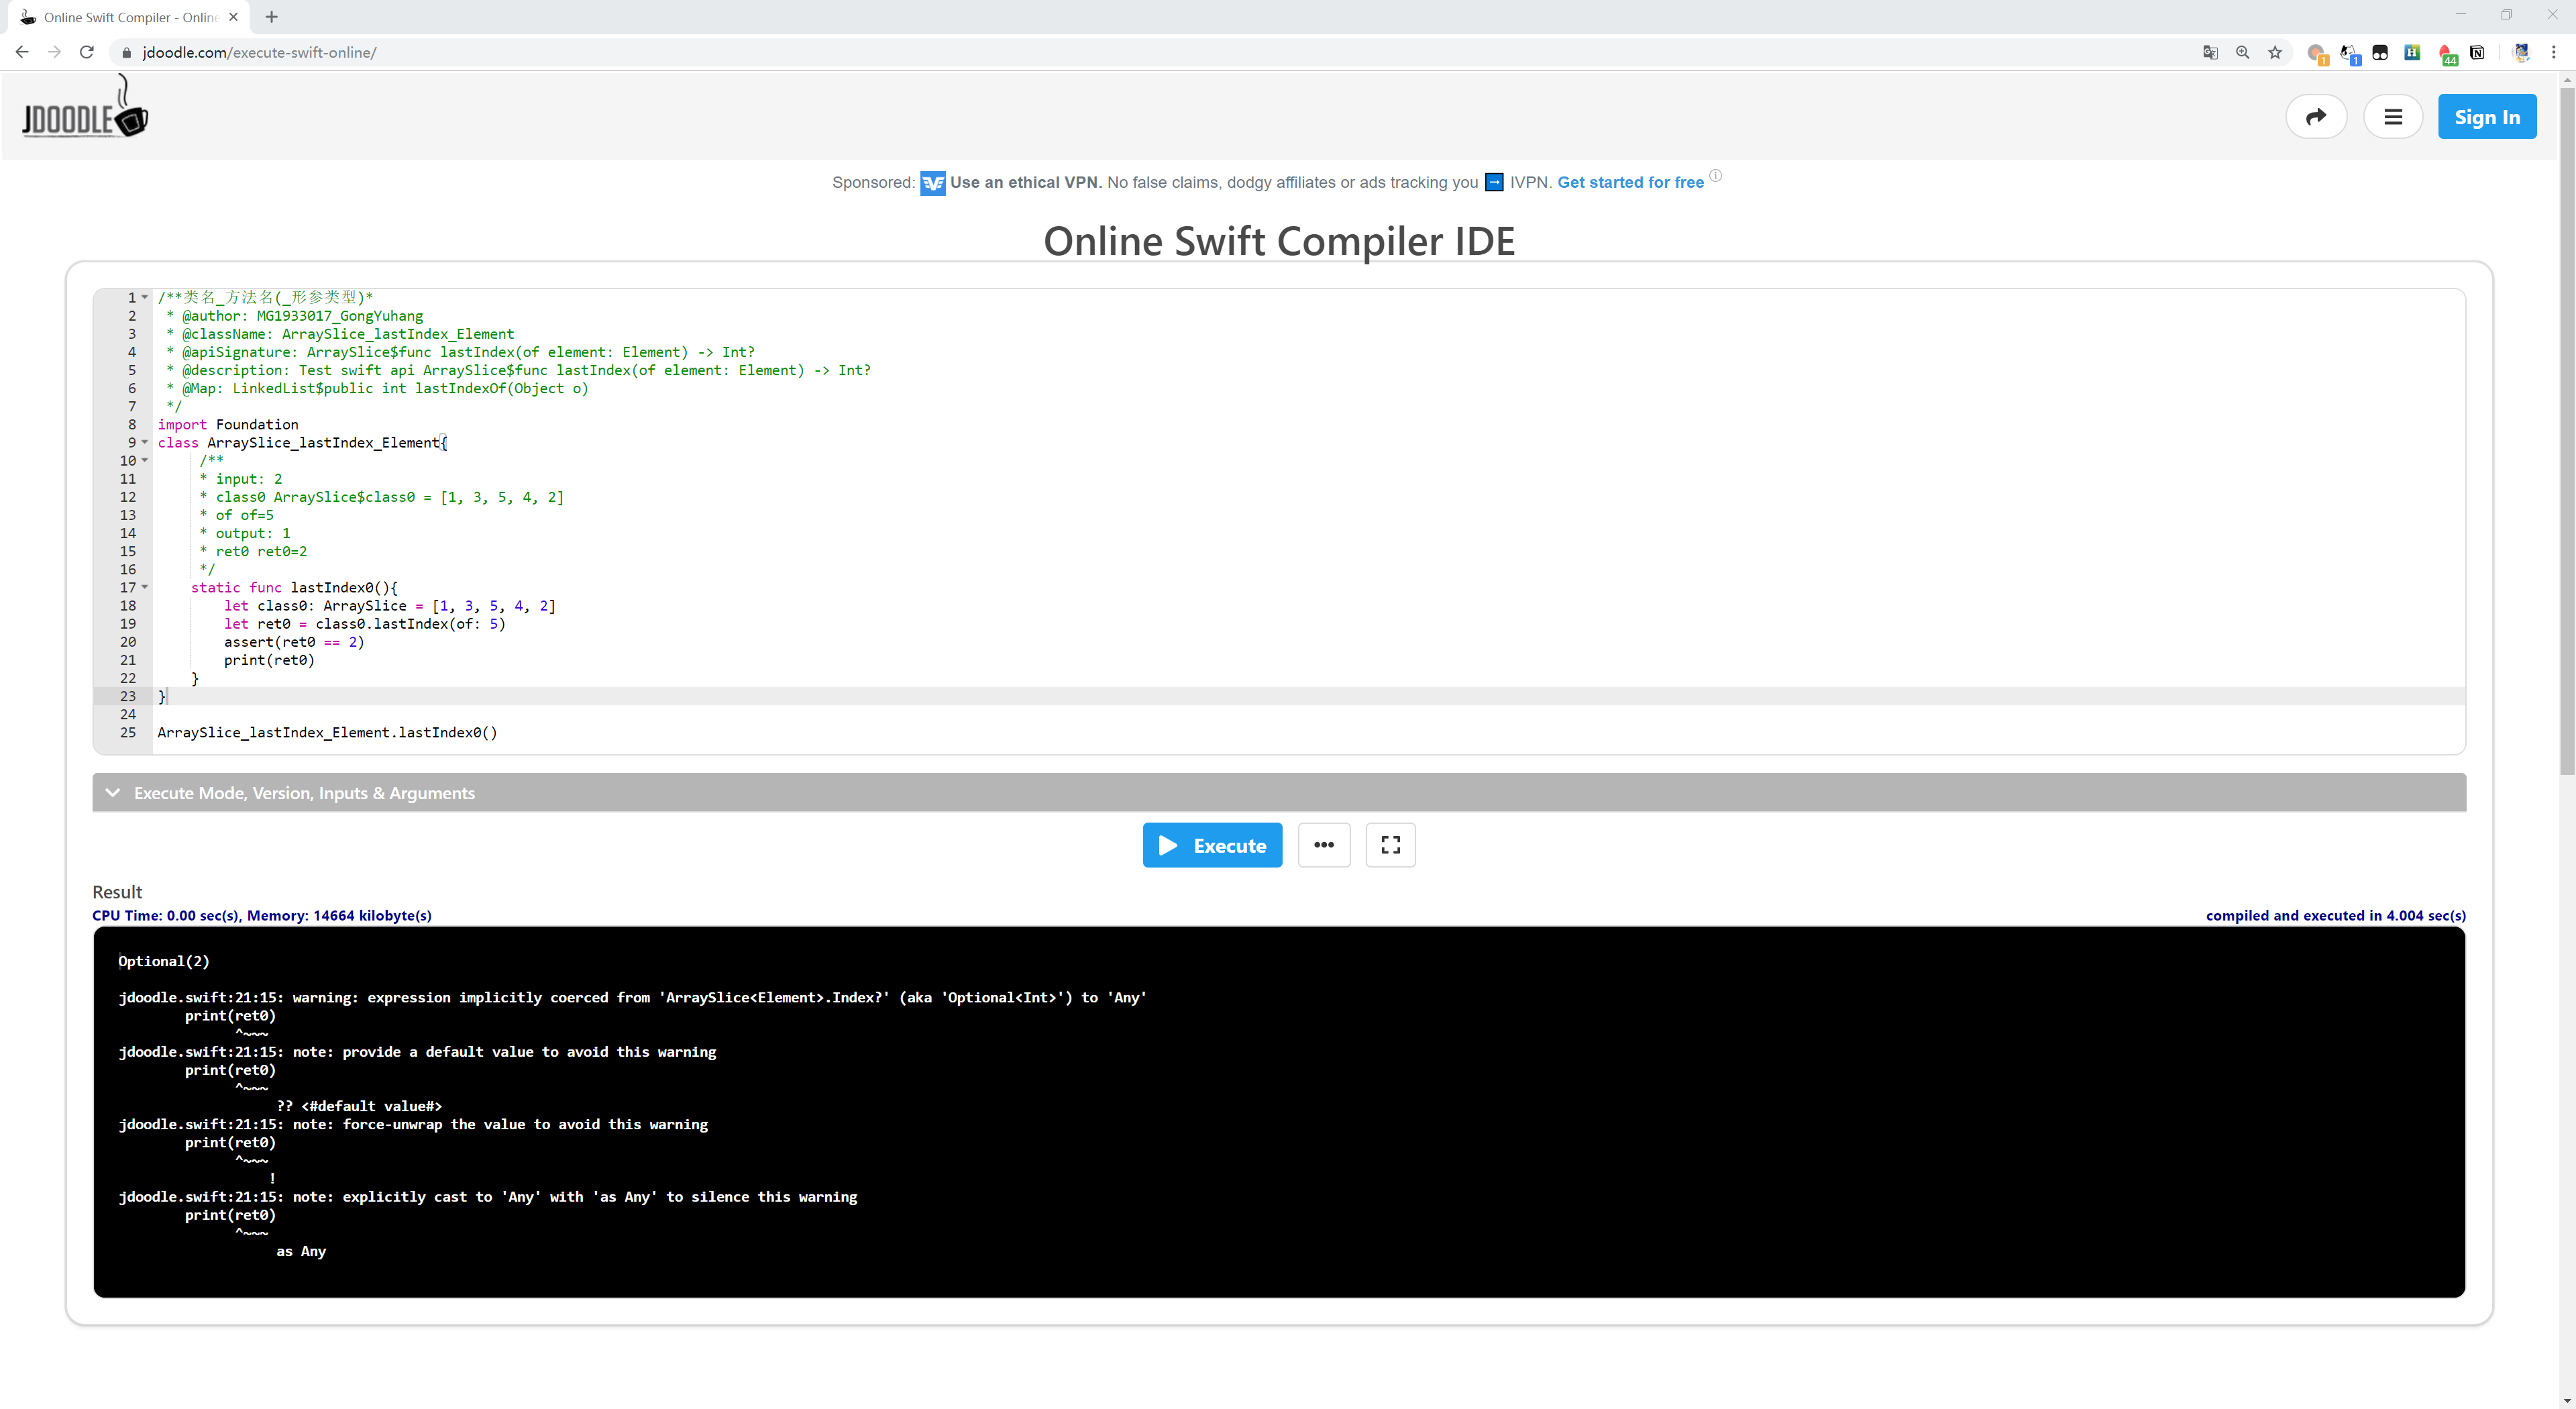 Online Swift Compiler - Online
jdoodle.com/execute-swift-online/
1
1
44
JDOODLE
Sign In
Sponsored: Use an ethical VPN. No false claims, dodgy affiliates or ads tracking you IVPN. Get started for free
Online Swift Compiler IDE
1 /**类名_方法名(_形参类型)*
2 * @author: MG1933017_GongYuhang
3 * @className: ArraySlice_lastIndex_Element
4 * @apiSignature: ArraySlice$func lastIndex(of element: Element) -> Int?
5 * @description: Test swift api ArraySlice$func lastIndex(of element: Element) -> Int?
6 * @Map: LinkedList$public int lastIndexOf(Object o)
7 */
8 import Foundation
9 class ArraySlice_lastIndex_Element{
10 /**
11 * input: 2
12 * class0 ArraySlice$class0 = [1, 3, 5, 4, 2]
13 * of of=5
14 * output: 1
15 * ret0 ret0=2
16 */
17 static func lastIndex0(){
18 let class0: ArraySlice = [1, 3, 5, 4, 2]
19 let ret0 = class0.lastIndex(of: 5)
20 assert(ret0 == 2)
21 print(ret0)
22 }
23 }
24
25 ArraySlice_lastIndex_Element.lastIndex0()
Execute Mode, Version, Inputs & Arguments
Execute
Result
CPU Time: 0.00 sec(s), Memory: 14664 kilobyte(s)
compiled and executed in 4.004 sec(s)
Optional(2)
jdoodle.swift:21:15: warning: expression implicitly coerced from 'ArraySlice<Element>.Index?' (aka 'Optional<Int>') to 'Any'
print(ret0)
^~~~
jdoodle.swift:21:15: note: provide a default value to avoid this warning
print(ret0)
^~~~
?? <#default value#>
jdoodle.swift:21:15: note: force-unwrap the value to avoid this warning
print(ret0)
^~~~
!
jdoodle.swift:21:15: note: explicitly cast to 'Any' with 'as Any' to silence this warning
print(ret0)
^~~~
as Any